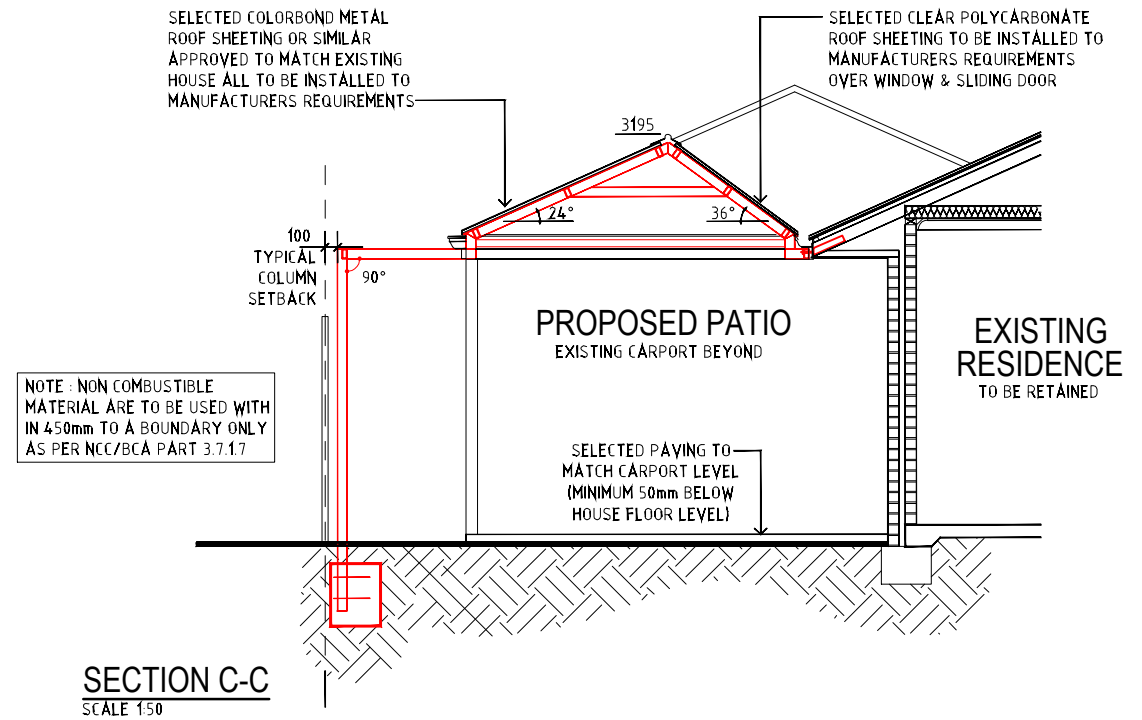 SELECTED COLORBOND METAL
ROOF SHEETING OR SIMILAR
APPROVED TO MATCH EXISTING
HOUSE ALL TO BE INSTALLED TO
MANUFACTURERS REQUIREMENTS
SELECTED CLEAR POLYCARBONATE
ROOF SHEETING TO BE INSTALLED TO
MANUFACTURERS REQUIREMENTS
OVER WINDOW & SLIDING DOOR
3195
24°
36°
100
TYPICAL
COLUMN
SETBACK
90°
PROPOSED PATIO
EXISTING CARPORT BEYOND
EXISTING
RESIDENCE
TO BE RETAINED
NOTE : NON COMBUSTIBLE
MATERIAL ARE TO BE USED WITH
IN 450mm TO A BOUNDARY ONLY
AS PER NCC/BCA PART 3.7.1.7
SELECTED PAVING TO
MATCH CARPORT LEVEL
(MINIMUM 50mm BELOW
HOUSE FLOOR LEVEL)
SECTION C-C
SCALE 1:50